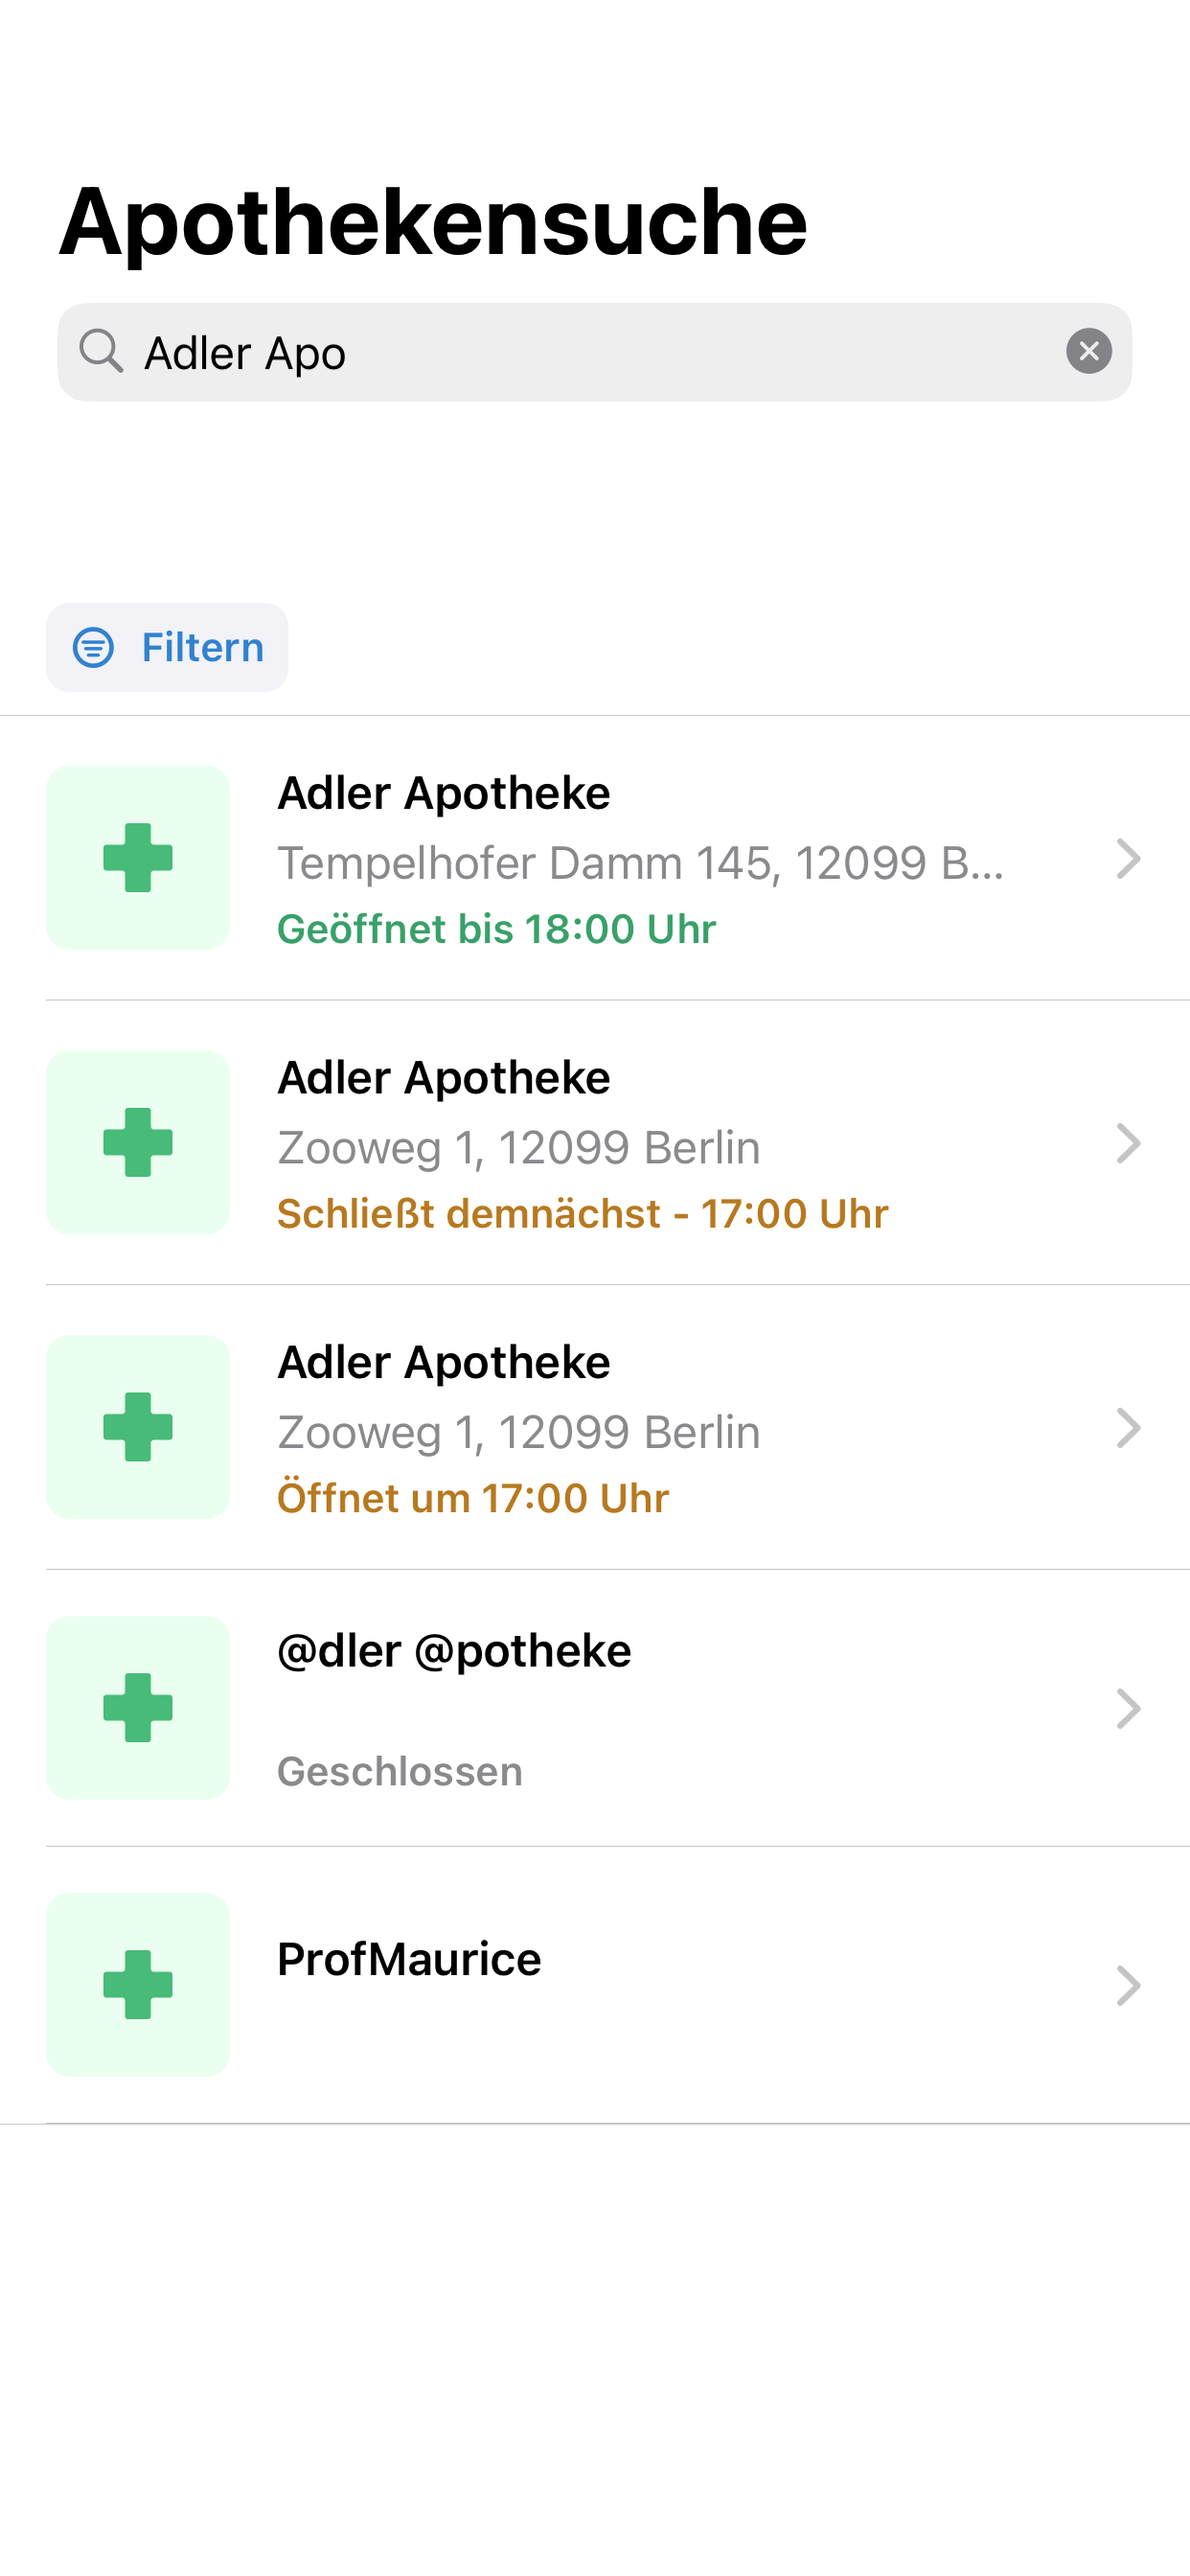 Apothekensuche
Adler Apo
Filtern
Adler Apotheke
Tempelhofer Damm 145, 12099 B...
Geöffnet bis 18:00 Uhr
Adler Apotheke
Zooweg 1, 12099 Berlin
Schließt demnächst - 17:00 Uhr
Adler Apotheke
Zooweg 1, 12099 Berlin
Öffnet um 17:00 Uhr
@dler @potheke
Geschlossen
ProfMaurice